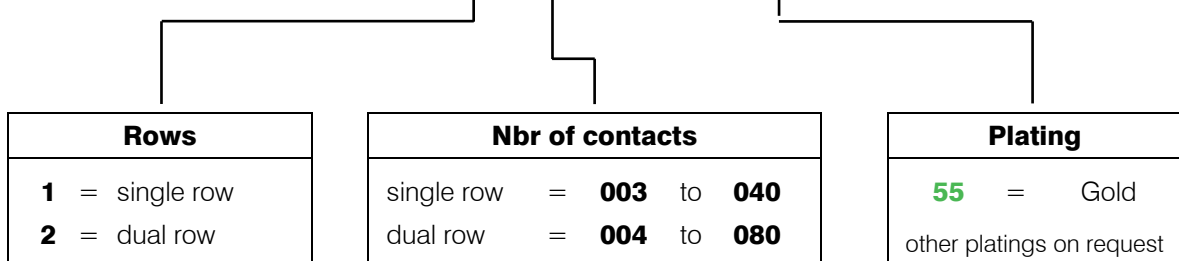 Rows
1 = single row
2 = dual row
Nbr of contacts
single row = 003 to 040
dual row = 004 to 080
Plating
55 = Gold
other platings on request